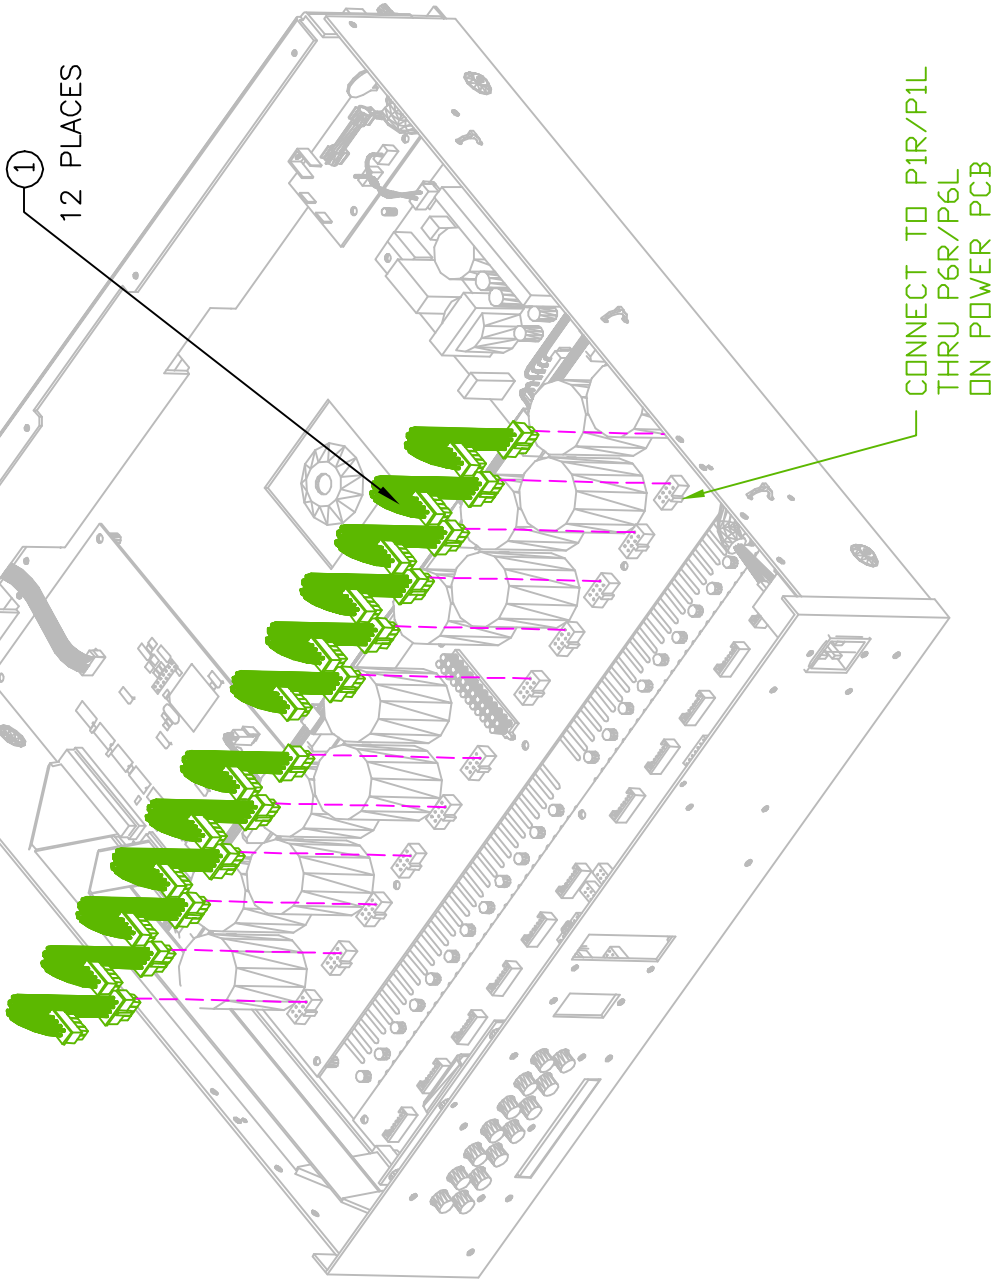 1
12 PLACES
CONNECT TO P1R/P1L
THRU P6R/P6L
ON POWER PCB